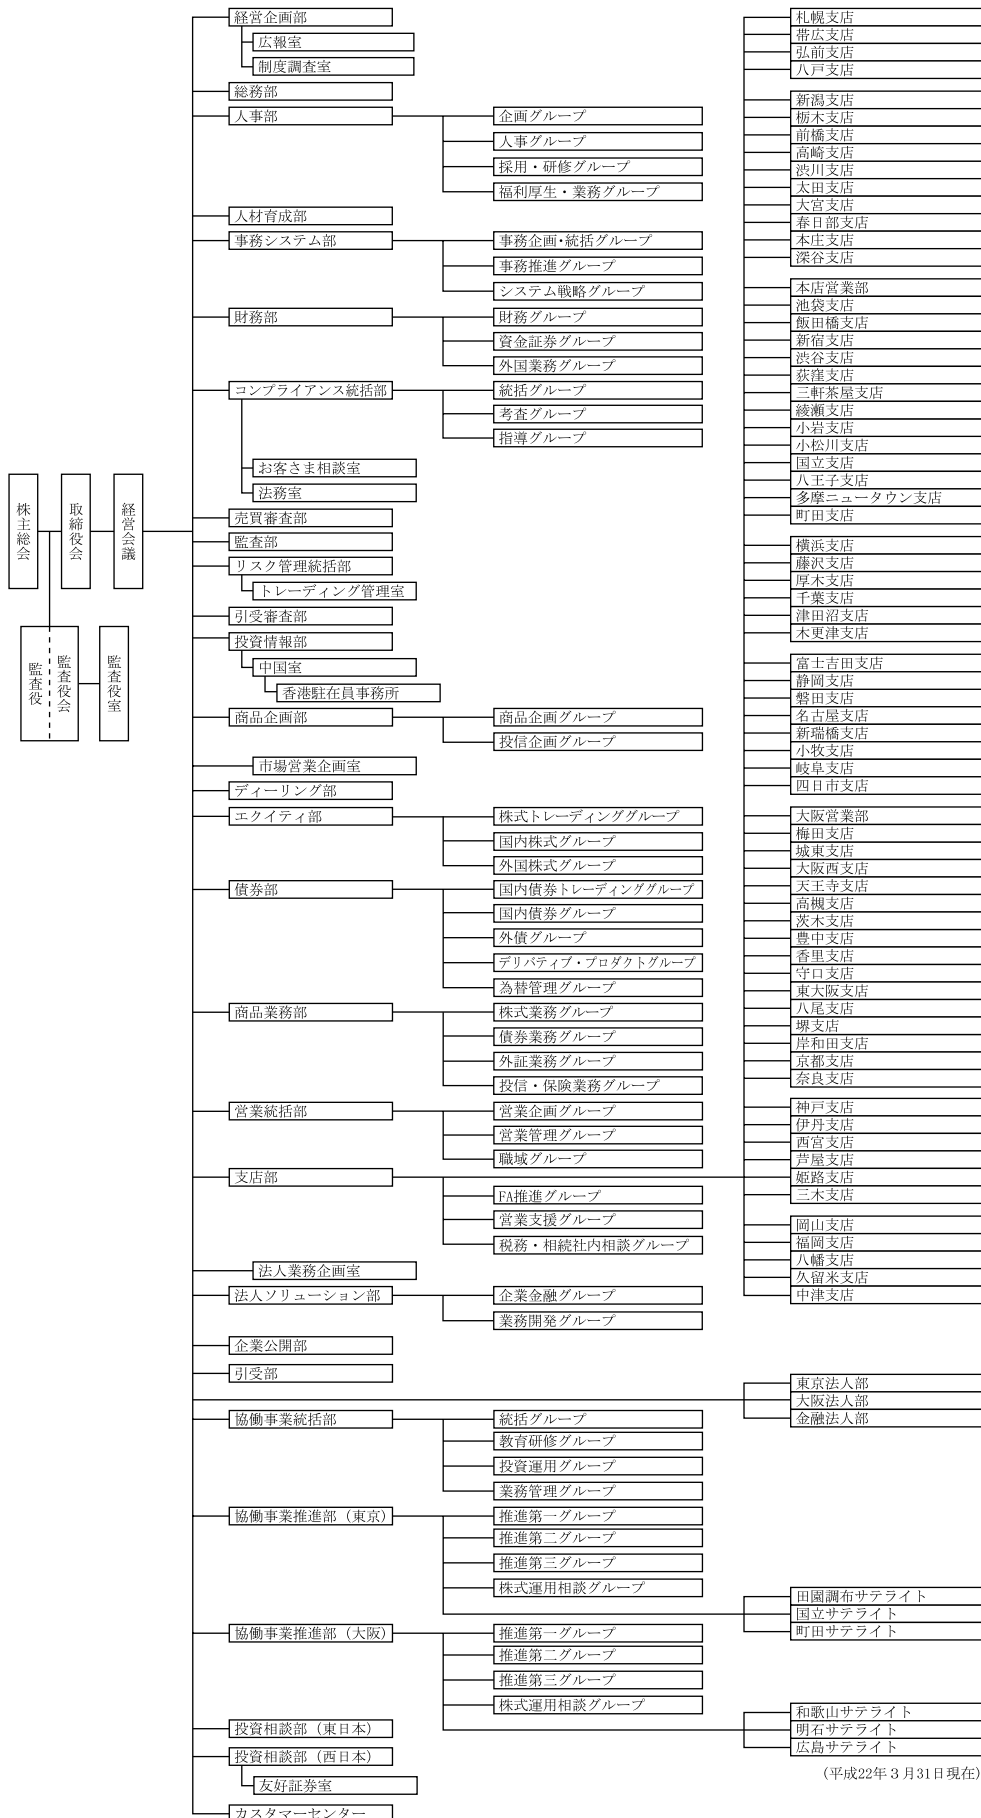 株主総会
取締役会
経営会議
監査役
監査役会
監査役室
経営企画部
広報室
制度調査室
総務部
人事部
企画グループ
人事グループ
採用・研修グループ
福利厚生・業務グループ
人材育成部
事務システム部
事務企画・統括グループ
事務推進グループ
システム戦略グループ
財務部
財務グループ
資金証券グループ
外国業務グループ
コンプライアンス統括部
統括グループ
考査グループ
指導グループ
お客さま相談室
法務室
売買審査部
監査部
リスク管理統括部
トレーディング管理室
引受審査部
投資情報部
中国室
香港駐在員事務所
商品企画部
商品企画グループ
投信企画グループ
市場営業企画室
ディーリング部
エクイティ部
株式トレーディンググループ
国内株式グループ
外国株式グループ
債券部
国内債券トレーディンググループ
国内債券グループ
外債グループ
デリバティブ・プロダクトグループ
為替管理グループ
商品業務部
株式業務グループ
債券業務グループ
外証業務グループ
投信・保険業務グループ
営業統括部
営業企画グループ
営業管理グループ
職域グループ
支店部
FA推進グループ
営業支援グループ
税務・相続社内相談グループ
札幌支店
帯広支店
弘前支店
八戸支店
新潟支店
栃木支店
前橋支店
高崎支店
渋川支店
太田支店
大宮支店
春日部支店
本庄支店
深谷支店
本店営業部
池袋支店
飯田橋支店
新宿支店
渋谷支店
荻窪支店
三軒茶屋支店
綾瀬支店
小岩支店
小松川支店
国立支店
八王子支店
多摩ニュータウン支店
町田支店
横浜支店
藤沢支店
厚木支店
千葉支店
津田沼支店
木更津支店
富士吉田支店
静岡支店
磐田支店
名古屋支店
新瑞橋支店
小牧支店
岐阜支店
四日市支店
大阪営業部
梅田支店
城東支店
大阪西支店
天王寺支店
高槻支店
茨木支店
豊中支店
香里支店
守口支店
東大阪支店
八尾支店
堺支店
岸和田支店
京都支店
奈良支店
神戸支店
伊丹支店
西宮支店
芦屋支店
姫路支店
三木支店
岡山支店
福岡支店
八幡支店
久留米支店
中津支店
法人業務企画室
法人ソリューション部
企業金融グループ
業務開発グループ
企業公開部
引受部
東京法人部
大阪法人部
金融法人部
協働事業統括部
統括グループ
教育研修グループ
投資運用グループ
業務管理グループ
協働事業推進部（東京）
推進第一グループ
推進第二グループ
推進第三グループ
株式運用相談グループ
田園調布サテライト
国立サテライト
町田サテライト
協働事業推進部（大阪）
推進第一グループ
推進第二グループ
推進第三グループ
株式運用相談グループ
和歌山サテライト
明石サテライト
広島サテライト
投資相談部（東日本）
投資相談部（西日本）
友好証券室
カスタマーセンター
（平成22年３月31日現在）